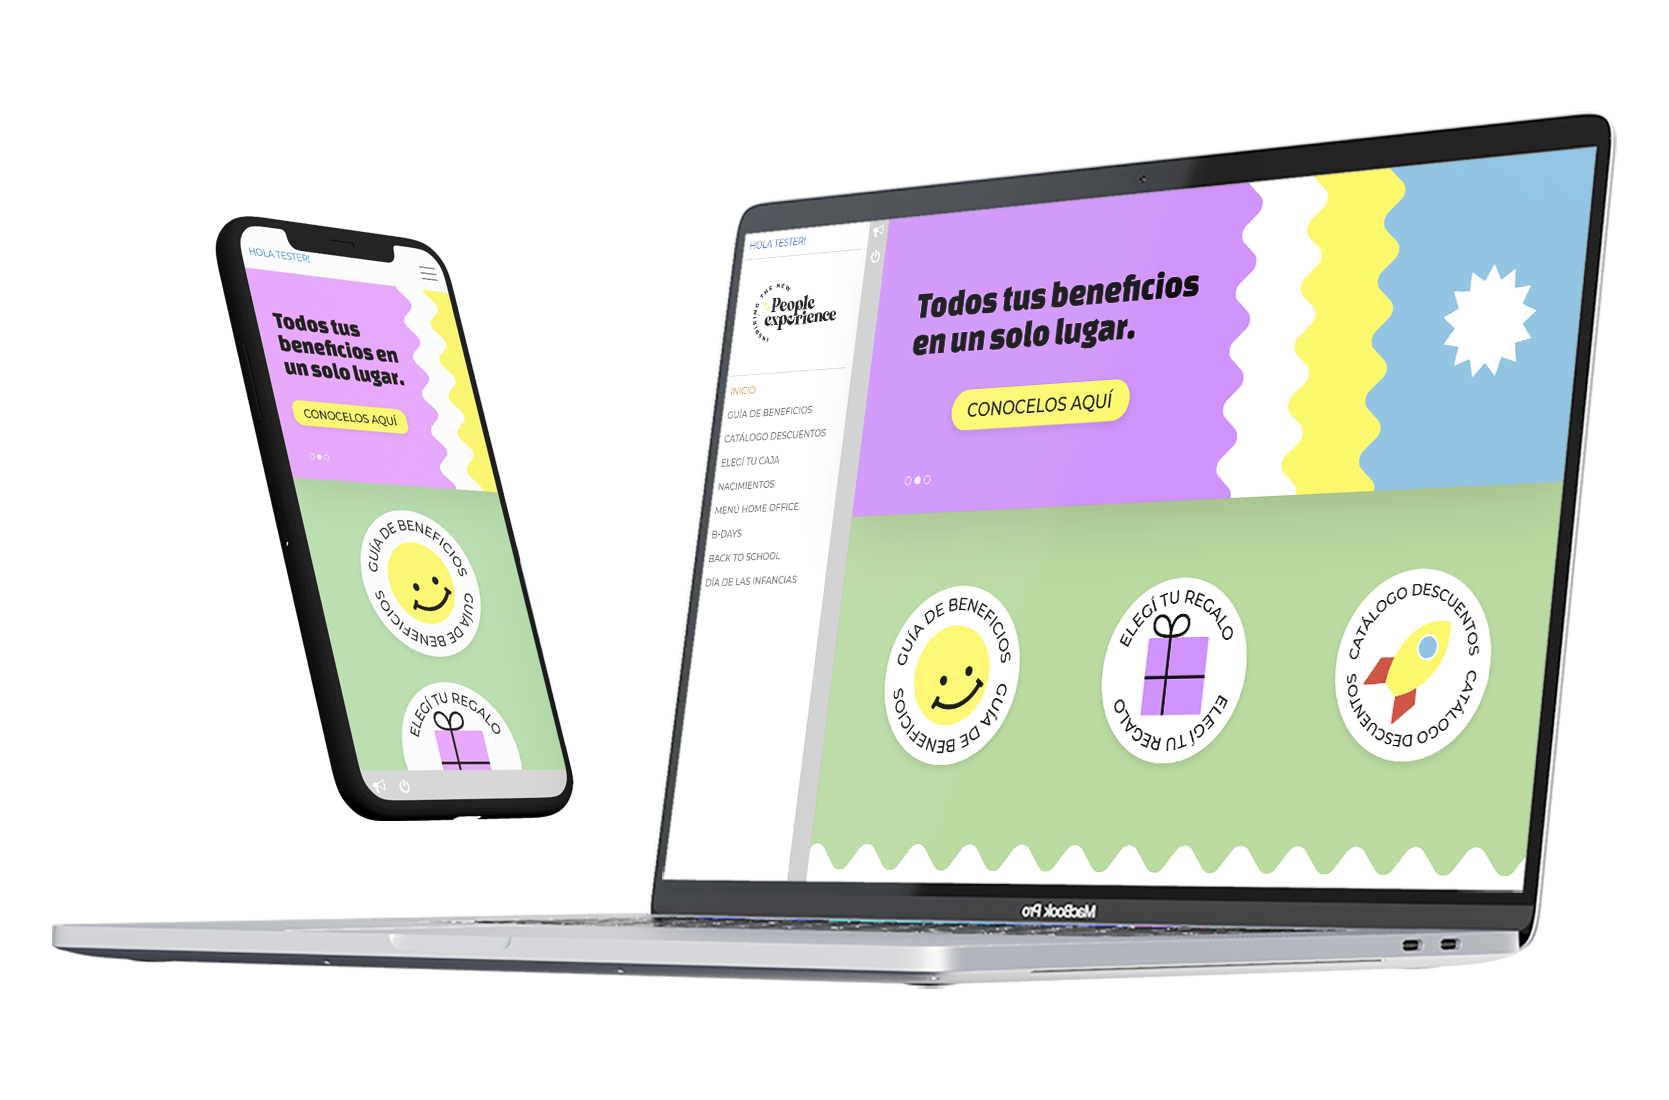 HOLA TESTER!
Todos tus
beneficios en
un solo lugar.
CONOCELOS AQUÍ
GUÍA DE BENEFICIOS
GUÍA DE BENEFICIOS
ELEGÍ TU REGALO
HOLA TESTER!
INSPIRING THE NEW
People
experience
INICIO
GUÍA DE BENEFICIOS
CATÁLOGO DESCUENTOS
ELEGÍ TU CAJA
NACIMIENTOS
MENÚ HOME OFFICE
B-DAYS
BACK TO SCHOOL
DÍA DE LAS INFANCIAS
Todos tus beneficios
en un solo lugar.
CONOCELOS AQUÍ
GUÍA DE BENEFICIOS
GUÍA DE BENEFICIOS
ELEGÍ TU REGALO
ELEGÍ TU REGALO
CATÁLOGO DESCUENTOS
CATÁLOGO DESCUENTOS
MacBook Pro